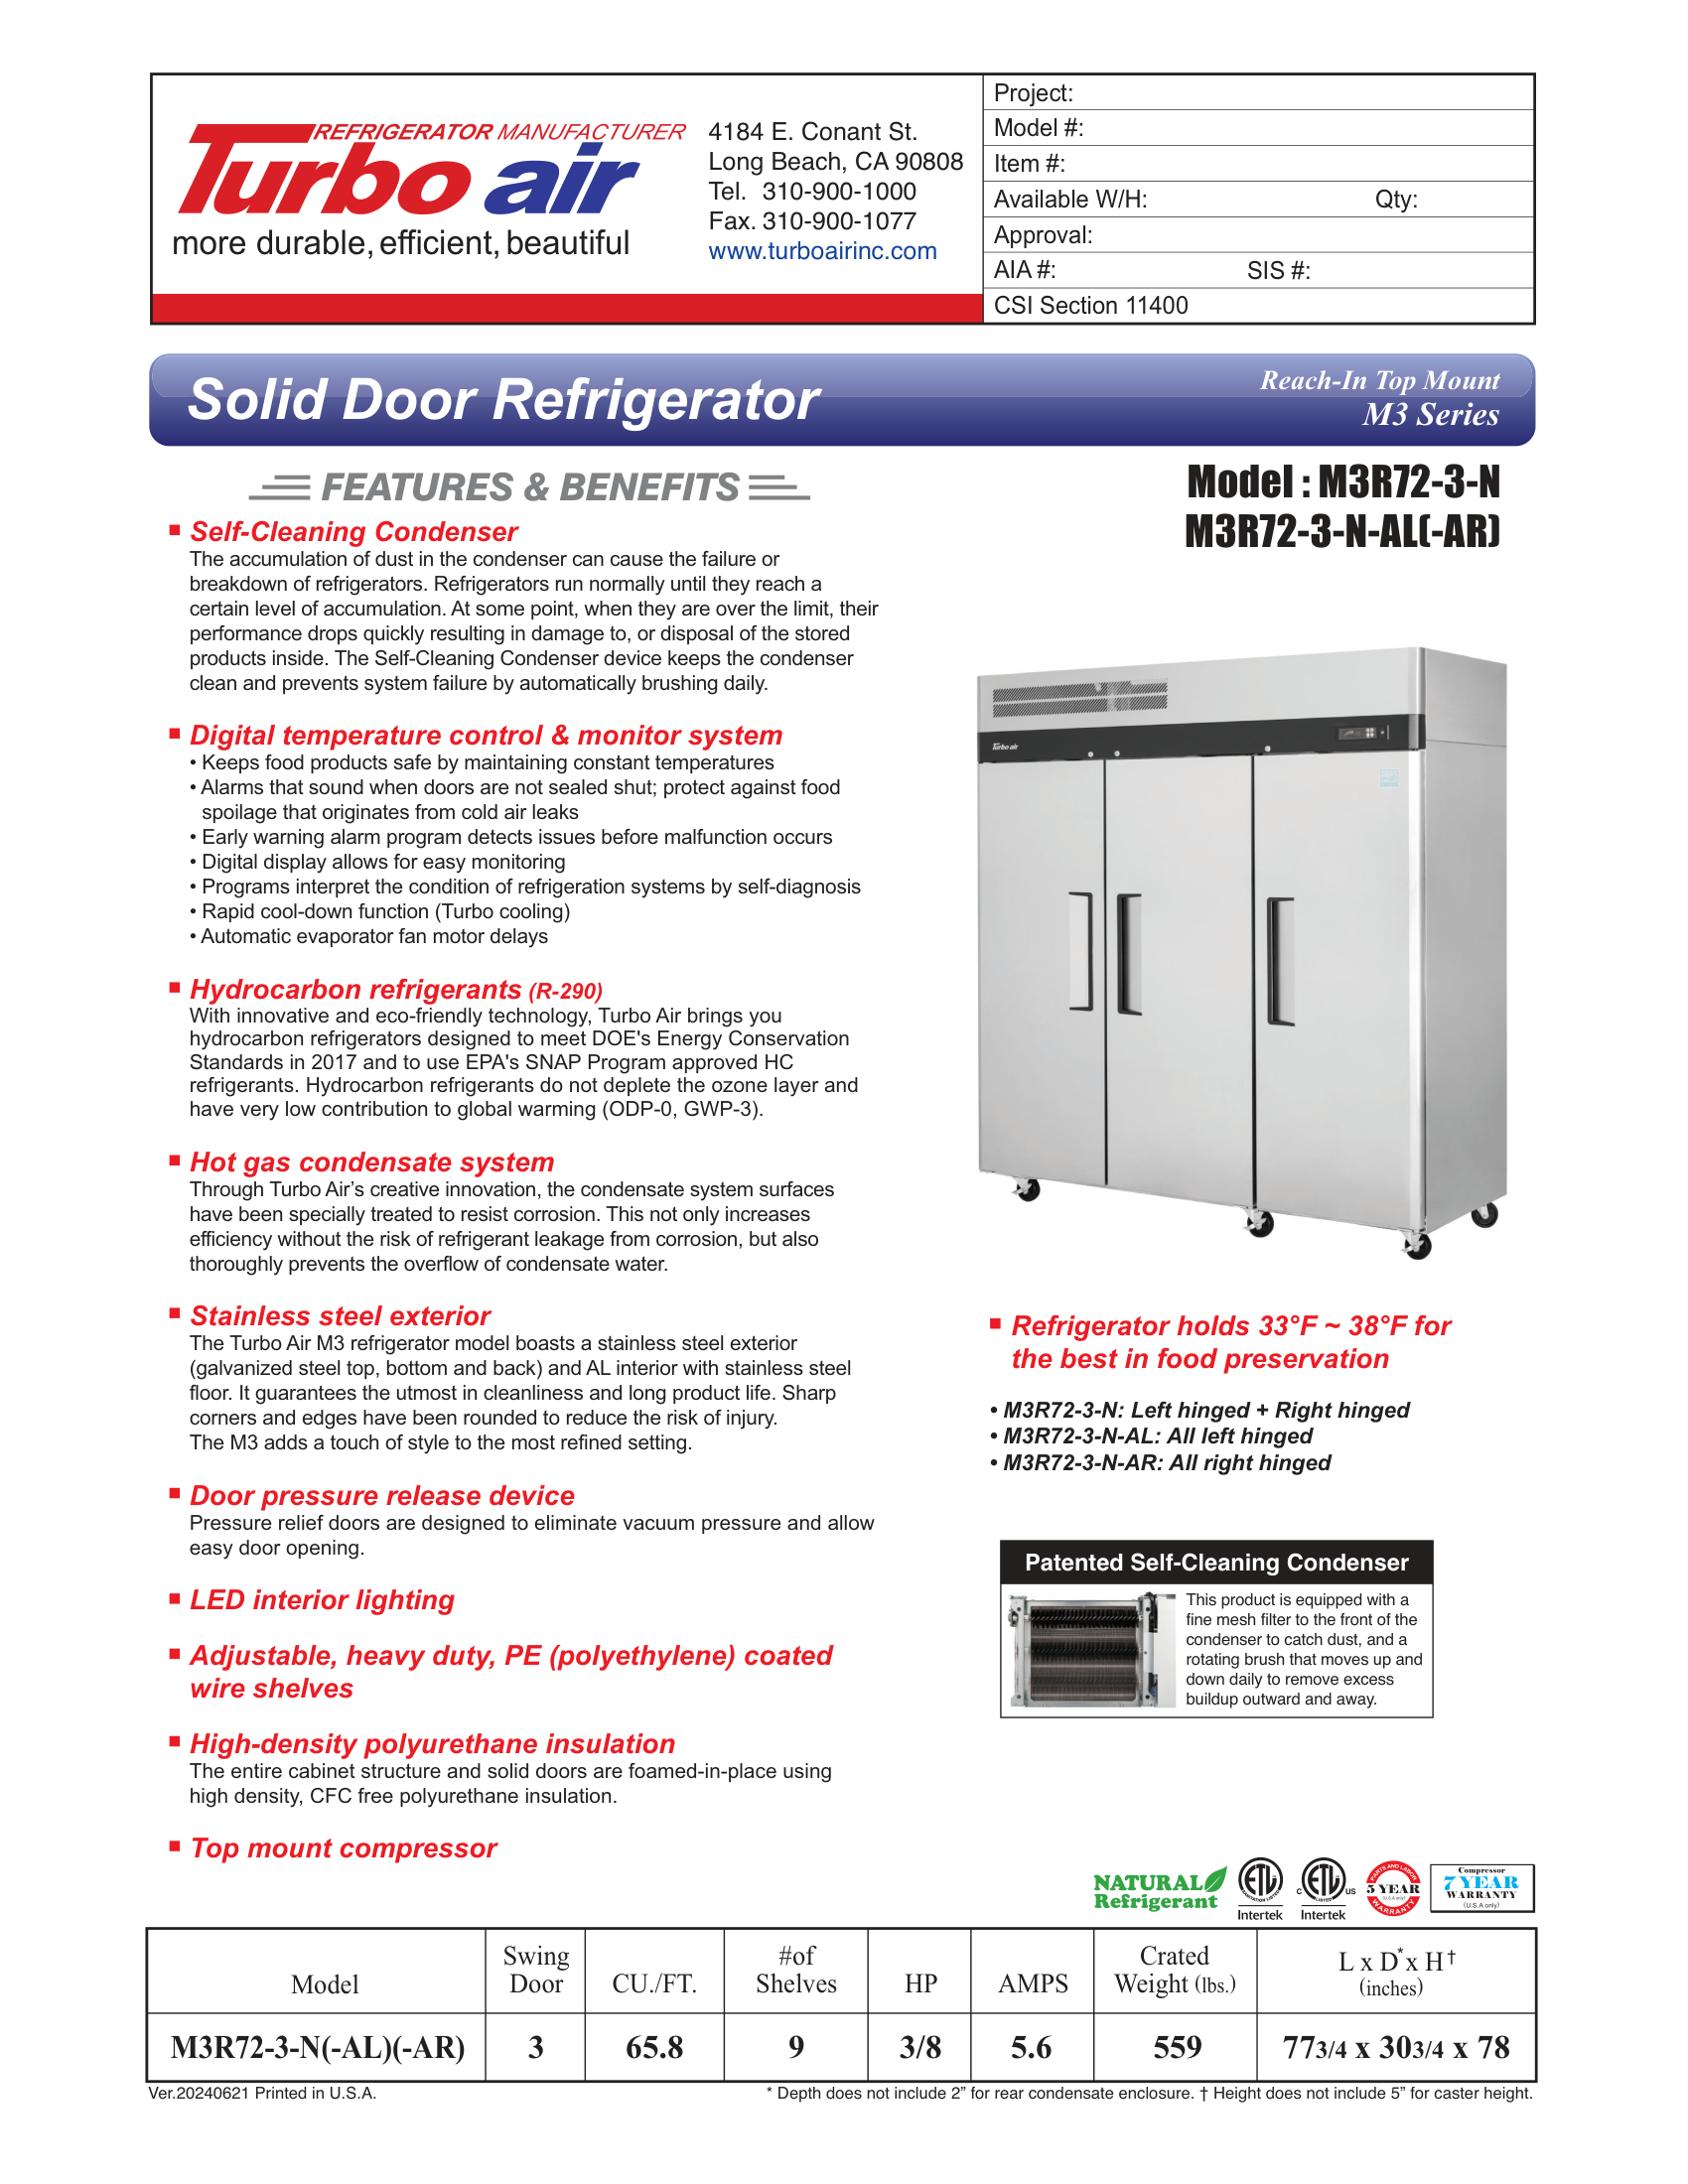 REFRIGERATOR MANUFACTURER
Turbo air
more durable, efficient, beautiful
4184 E. Conant St.
Long Beach, CA 90808
Tel. 310-900-1000
Fax. 310-900-1077
www.turboairinc.com
Project:
Model #:
Item #:
Available W/H: Qty:
Approval:
AIA #: SIS #:
CSI Section 11400
Solid Door Refrigerator
Reach-In Top Mount
M3 Series
FEATURES & BENEFITS
Model : M3R72-3-N
M3R72-3-N-AL(-AR)
Self-Cleaning Condenser
The accumulation of dust in the condenser can cause the failure or
breakdown of refrigerators. Refrigerators run normally until they reach a
certain level of accumulation. At some point, when they are over the limit, their
performance drops quickly resulting in damage to, or disposal of the stored
products inside. The Self-Cleaning Condenser device keeps the condenser
clean and prevents system failure by automatically brushing daily.
Digital temperature control & monitor system
• Keeps food products safe by maintaining constant temperatures
• Alarms that sound when doors are not sealed shut; protect against food
spoilage that originates from cold air leaks
• Early warning alarm program detects issues before malfunction occurs
• Digital display allows for easy monitoring
• Programs interpret the condition of refrigeration systems by self-diagnosis
• Rapid cool-down function (Turbo cooling)
• Automatic evaporator fan motor delays
Hydrocarbon refrigerants (R-290)
With innovative and eco-friendly technology, Turbo Air brings you
hydrocarbon refrigerators designed to meet DOE's Energy Conservation
Standards in 2017 and to use EPA's SNAP Program approved HC
refrigerants. Hydrocarbon refrigerants do not deplete the ozone layer and
have very low contribution to global warming (ODP-0, GWP-3).
Hot gas condensate system
Through Turbo Air’s creative innovation, the condensate system surfaces
have been specially treated to resist corrosion. This not only increases
efficiency without the risk of refrigerant leakage from corrosion, but also
thoroughly prevents the overflow of condensate water.
Stainless steel exterior
The Turbo Air M3 refrigerator model boasts a stainless steel exterior
(galvanized steel top, bottom and back) and AL interior with stainless steel
floor. It guarantees the utmost in cleanliness and long product life. Sharp
corners and edges have been rounded to reduce the risk of injury.
The M3 adds a touch of style to the most refined setting.
Door pressure release device
Pressure relief doors are designed to eliminate vacuum pressure and allow
easy door opening.
LED interior lighting
Adjustable, heavy duty, PE (polyethylene) coated
wire shelves
High-density polyurethane insulation
The entire cabinet structure and solid doors are foamed-in-place using
high density, CFC free polyurethane insulation.
Top mount compressor
Turbo air
Refrigerator holds 33°F ~ 38°F for
the best in food preservation
• M3R72-3-N: Left hinged + Right hinged
• M3R72-3-N-AL: All left hinged
• M3R72-3-N-AR: All right hinged
Patented Self-Cleaning Condenser
This product is equipped with a
fine mesh filter to the front of the
condenser to catch dust, and a
rotating brush that moves up and
down daily to remove excess
buildup outward and away.
NATURAL
Refrigerant
ETL
SANITATION LISTED
Intertek
C ETL US
LISTED
Intertek
PARTS AND LABOR
5 YEAR
(U.S.A only)
WARRANTY
Compressor
7 YEAR
WARRANTY
(U.S.A only)
Model
Swing
Door
CU./FT.
#of
Shelves
HP
AMPS
Crated
Weight (lbs.)
L x D* x H†
(inches)
M3R72-3-N(-AL)(-AR) 3 65.8 9 3/8 5.6 559 773/4 x 303/4 x 78
Ver.20240621 Printed in U.S.A.
* Depth does not include 2” for rear condensate enclosure. † Height does not include 5” for caster height.